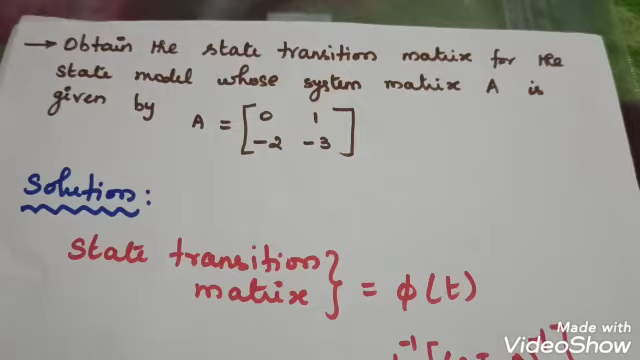 → Obtain the state transition matrix for the
state model whose system matrix A is
given by
A = [ 0 1
-2 -3 ]
Solution:
state transition
matrix } = φ(t)
Made with
VideoShow